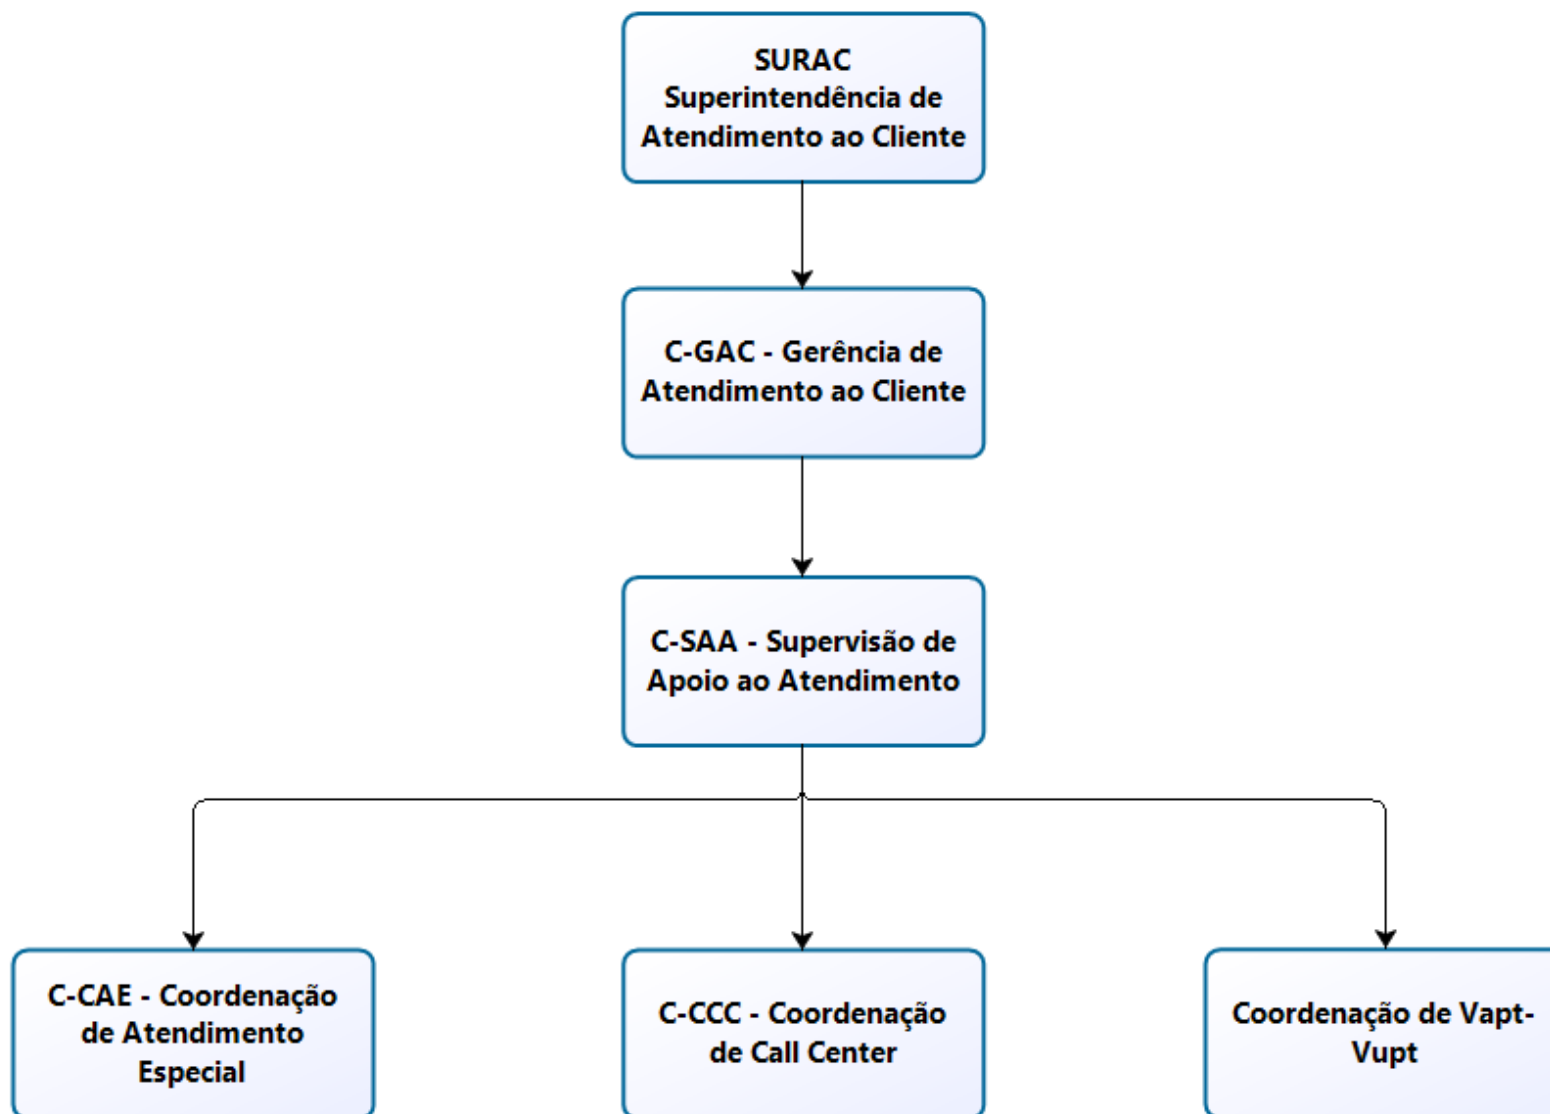 SURAC
Superintendência de
Atendimento ao Cliente
C-GAC - Gerência de
Atendimento ao Cliente
C-SAA - Supervisão de
Apoio ao Atendimento
C-CAE - Coordenação
de Atendimento
Especial
C-CCC - Coordenação
de Call Center
Coordenação de Vapt-
Vupt